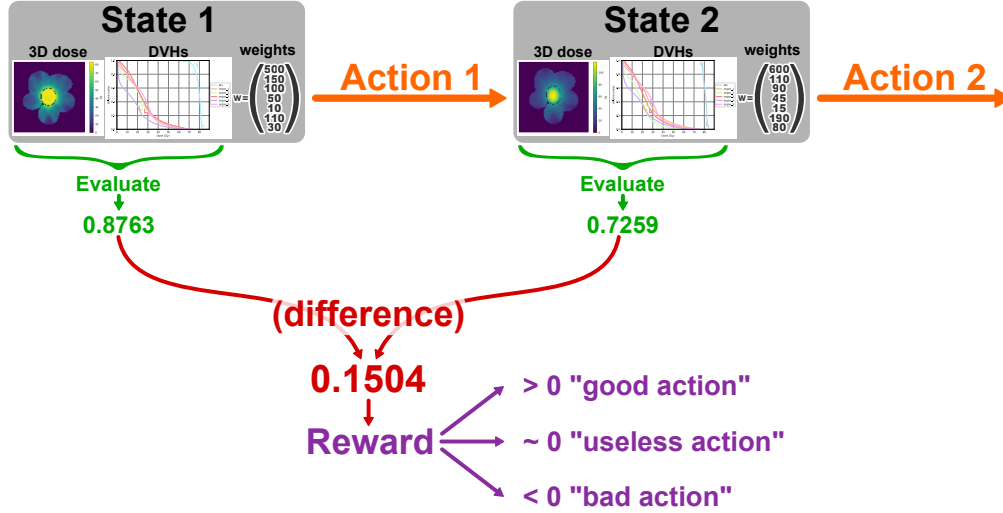 State 1
State 2
3D dose
DVHs
weights
3D dose
DVHs
weights
W =
500
150
100
50
10
110
30
Action 1
W =
600
110
90
45
15
190
80
Action 2
Evaluate
Evaluate
0.8763
0.7259
(difference)
0.1504
Reward
> 0 "good action"
~ 0 "useless action"
< 0 "bad action"